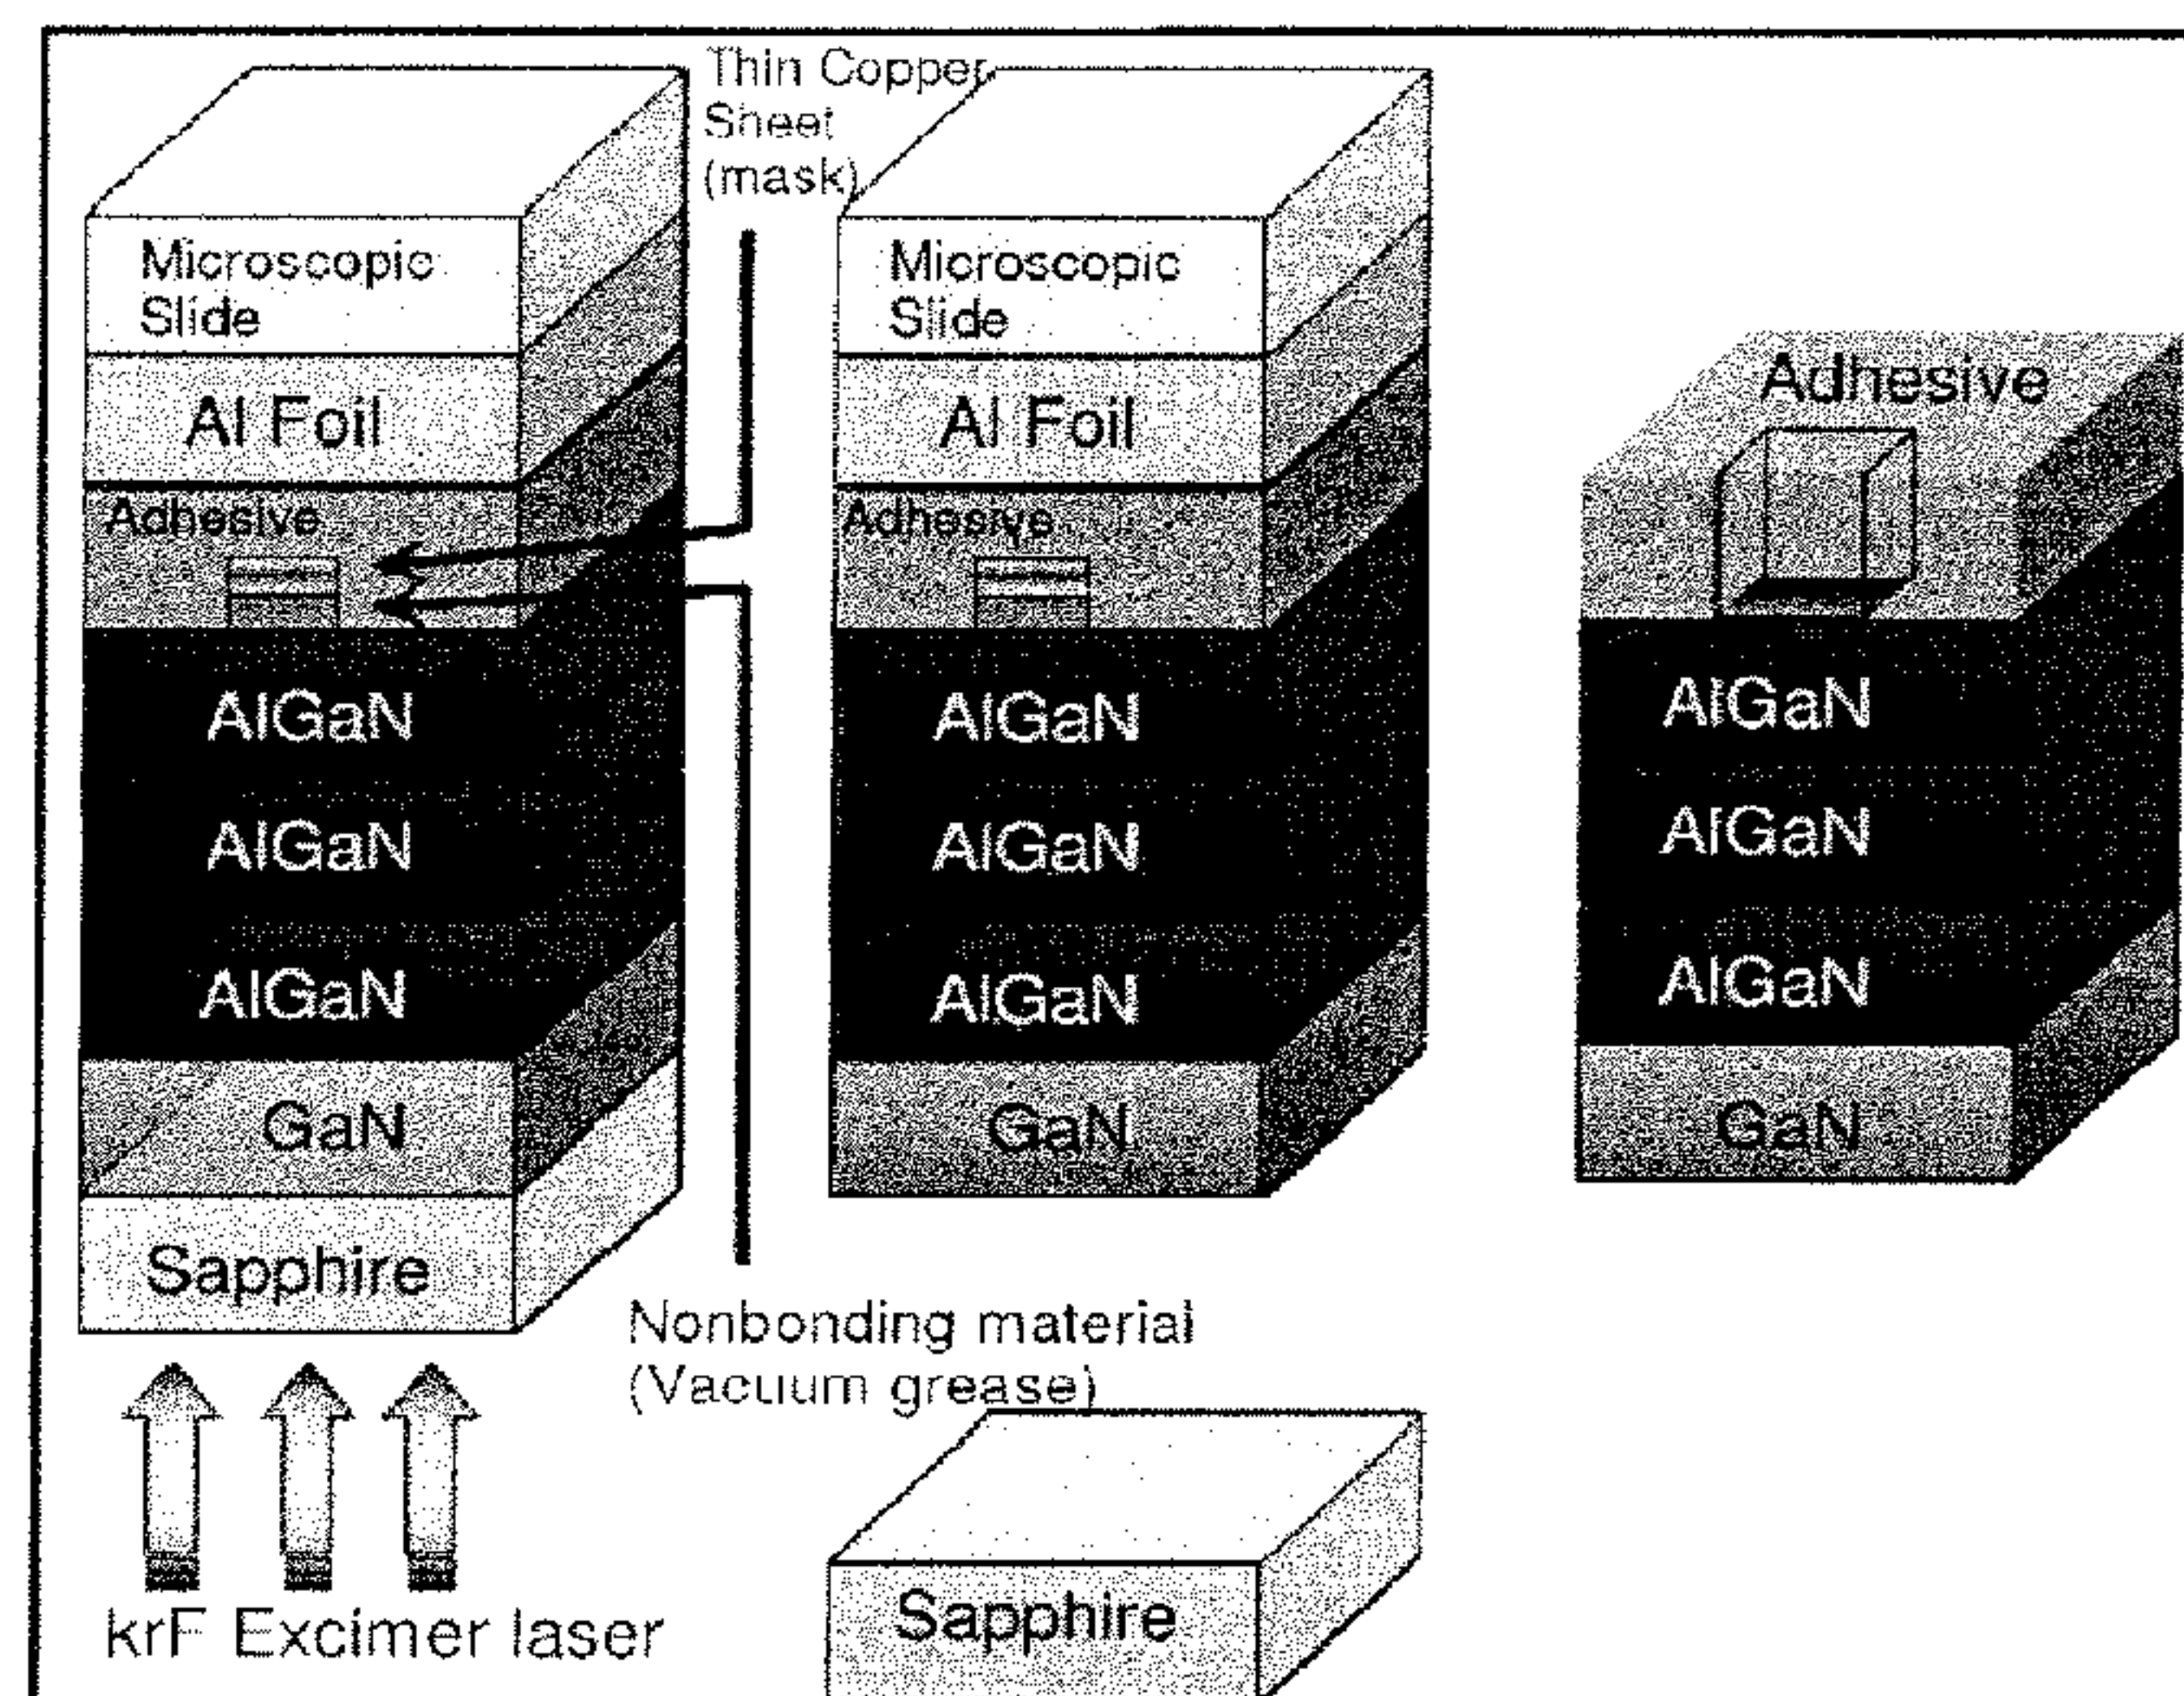 Thin Copper
Sheet
(mask)
Microscopic
Slide
Al Foil
Adhesive
AlGaN
AlGaN
AlGaN
GaN
Sapphire
krF Excimer laser
Nonbonding material
(Vacuum grease)
Microscopic
Slide
Al Foil
Adhesive
AlGaN
AlGaN
AlGaN
GaN
Sapphire
Adhesive
AlGaN
AlGaN
AlGaN
GaN